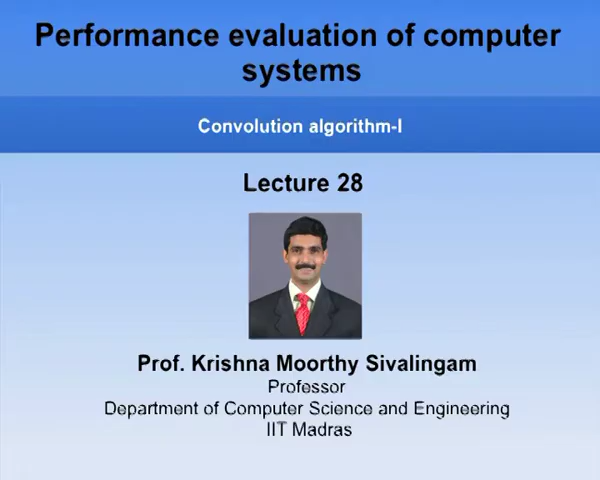 Performance evaluation of computer
systems
Convolution algorithm-I
Lecture 28
Prof. Krishna Moorthy Sivalingam
Professor
Department of Computer Science and Engineering
IIT Madras